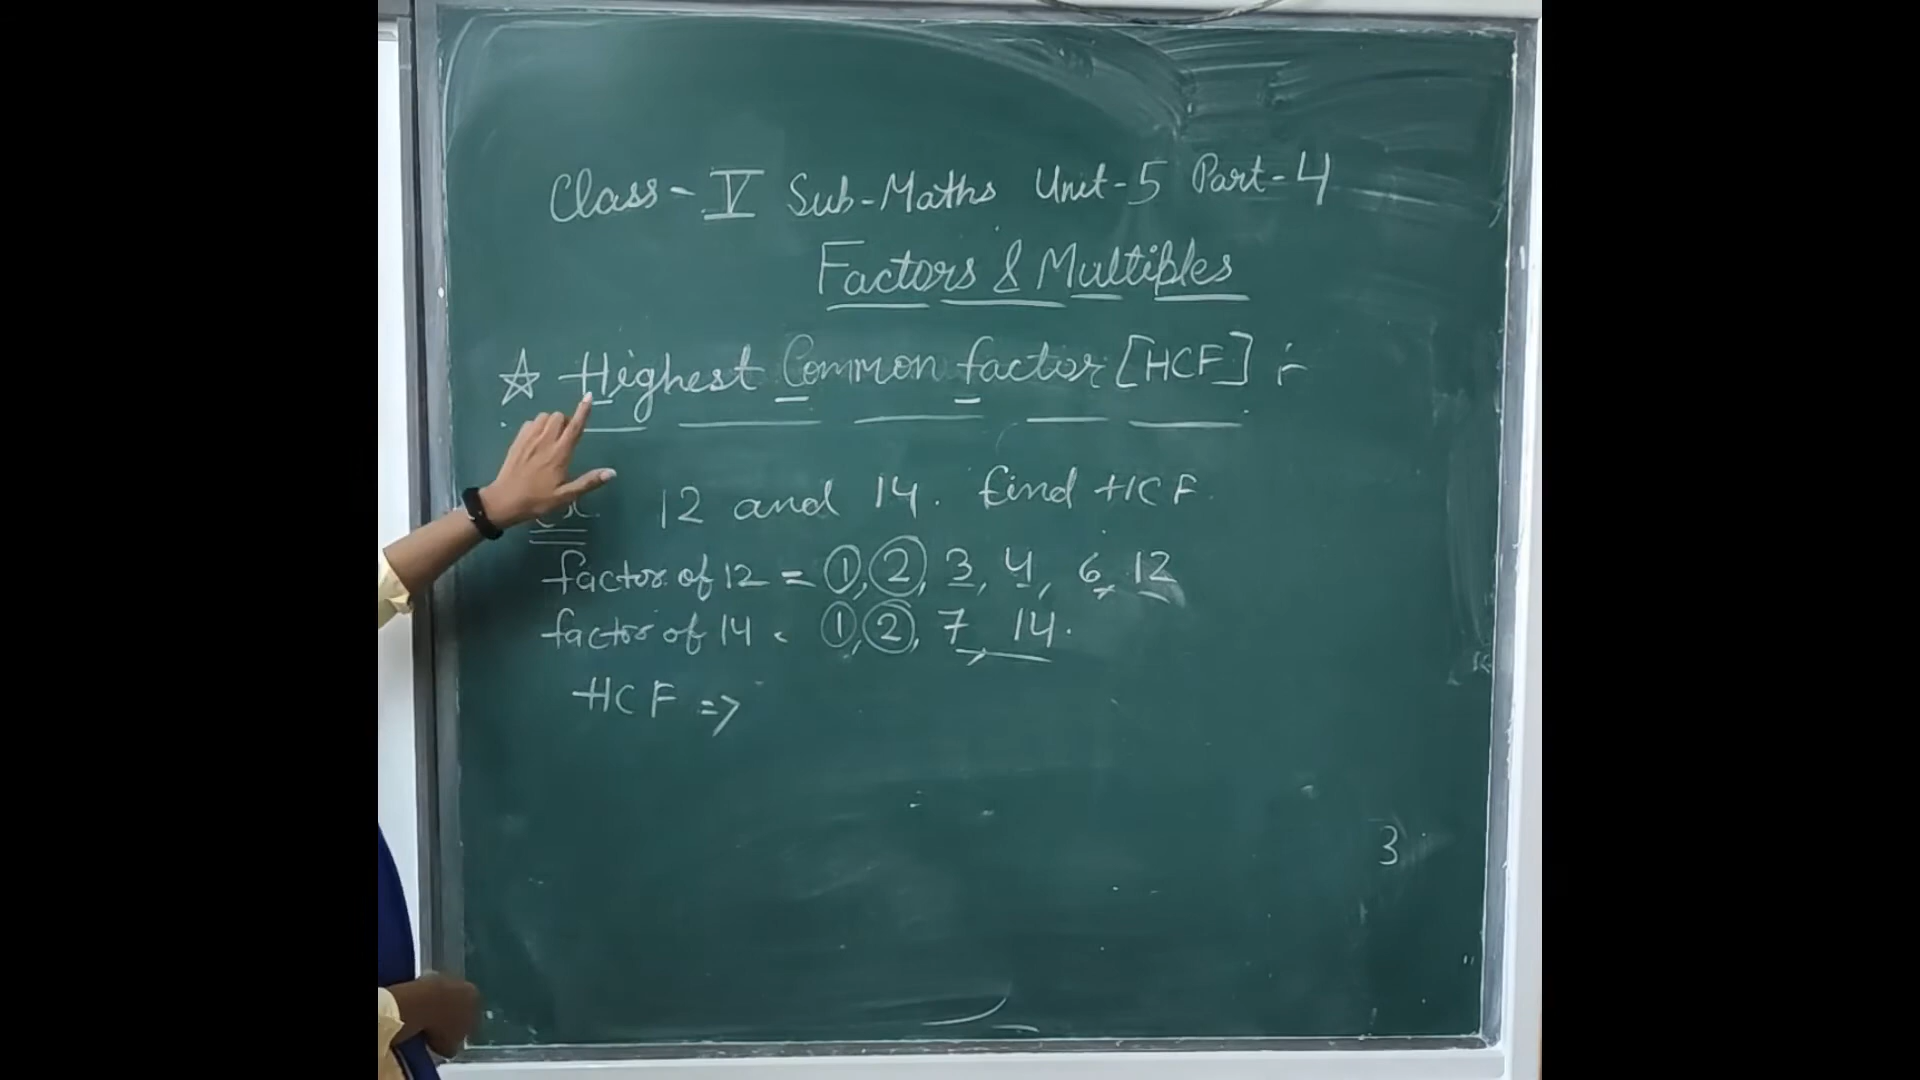 Class - V Sub-Maths Unit-5 Part-4
Factors & Multiples
☆ Highest Common factor [HCF] :-
12 and 14. find HCF.
factor of 12 = 1, 2, 3, 4, 6, 12
factor of 14 = 1, 2, 7, 14.
HCF =>
3